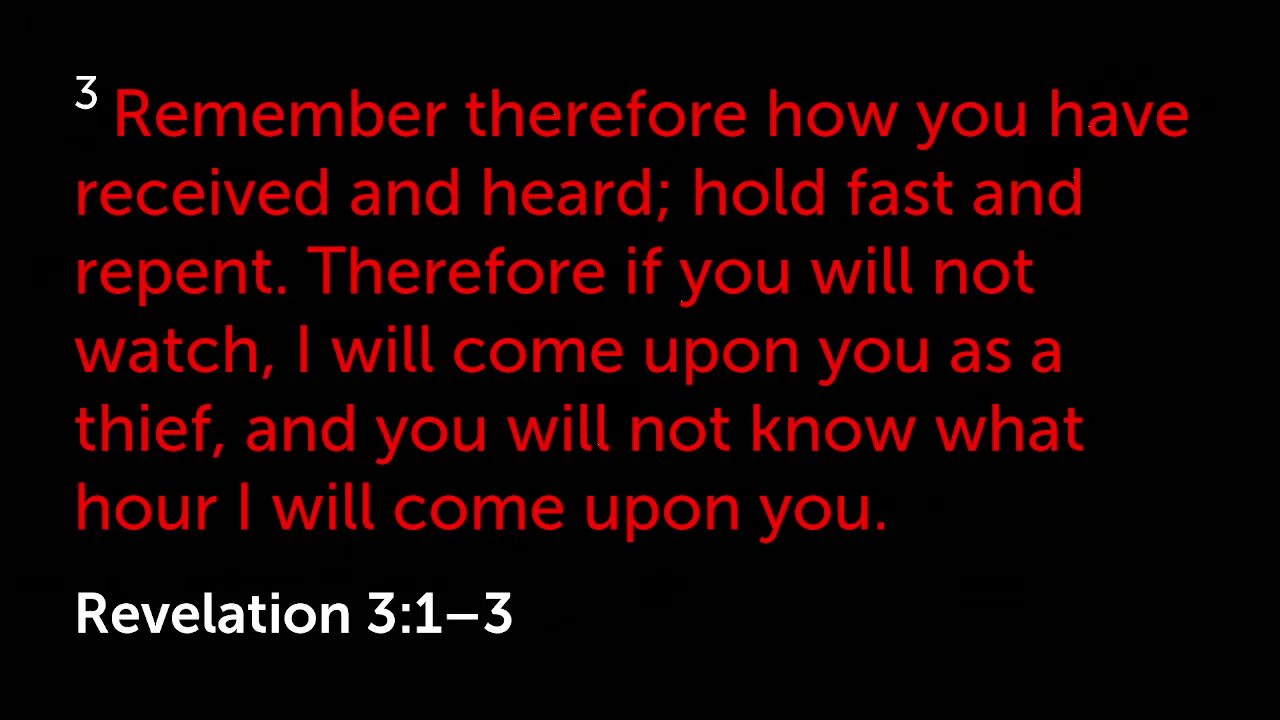 3 Remember therefore how you have
received and heard; hold fast and
repent. Therefore if you will not
watch, I will come upon you as a
thief, and you will not know what
hour I will come upon you.
Revelation 3:1–3